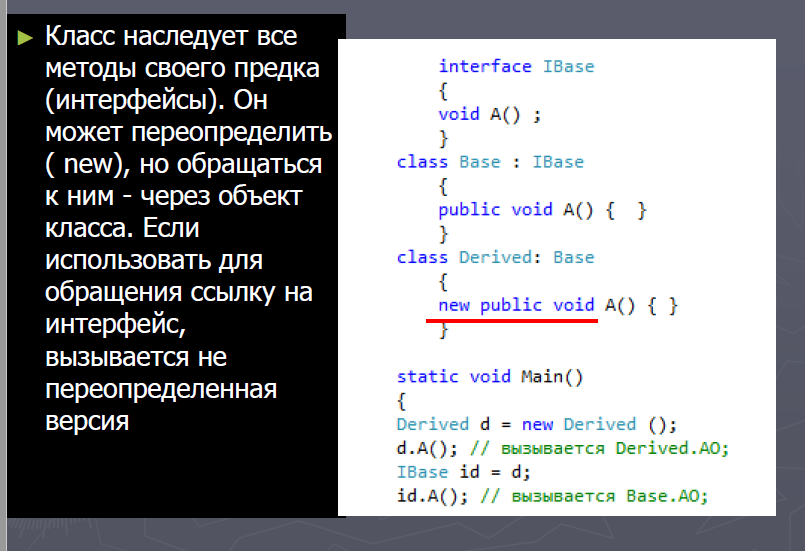 ► Класс наследует все
методы своего предка
(интерфейсы). Он
может переопределить
( new), но обращаться
к ним - через объект
класса. Если
использовать для
обращения ссылку на
интерфейс,
вызывается не
переопределенная
версия
interface IBase
{
void A() ;
}
class Base : IBase
{
public void A() {  }
}
class Derived: Base
{
new public void A() { }
}
static void Main()
{
Derived d = new Derived ();
d.A(); // вызывается Derived.АО;
IBase id = d;
id.A(); // вызывается Base.АО;